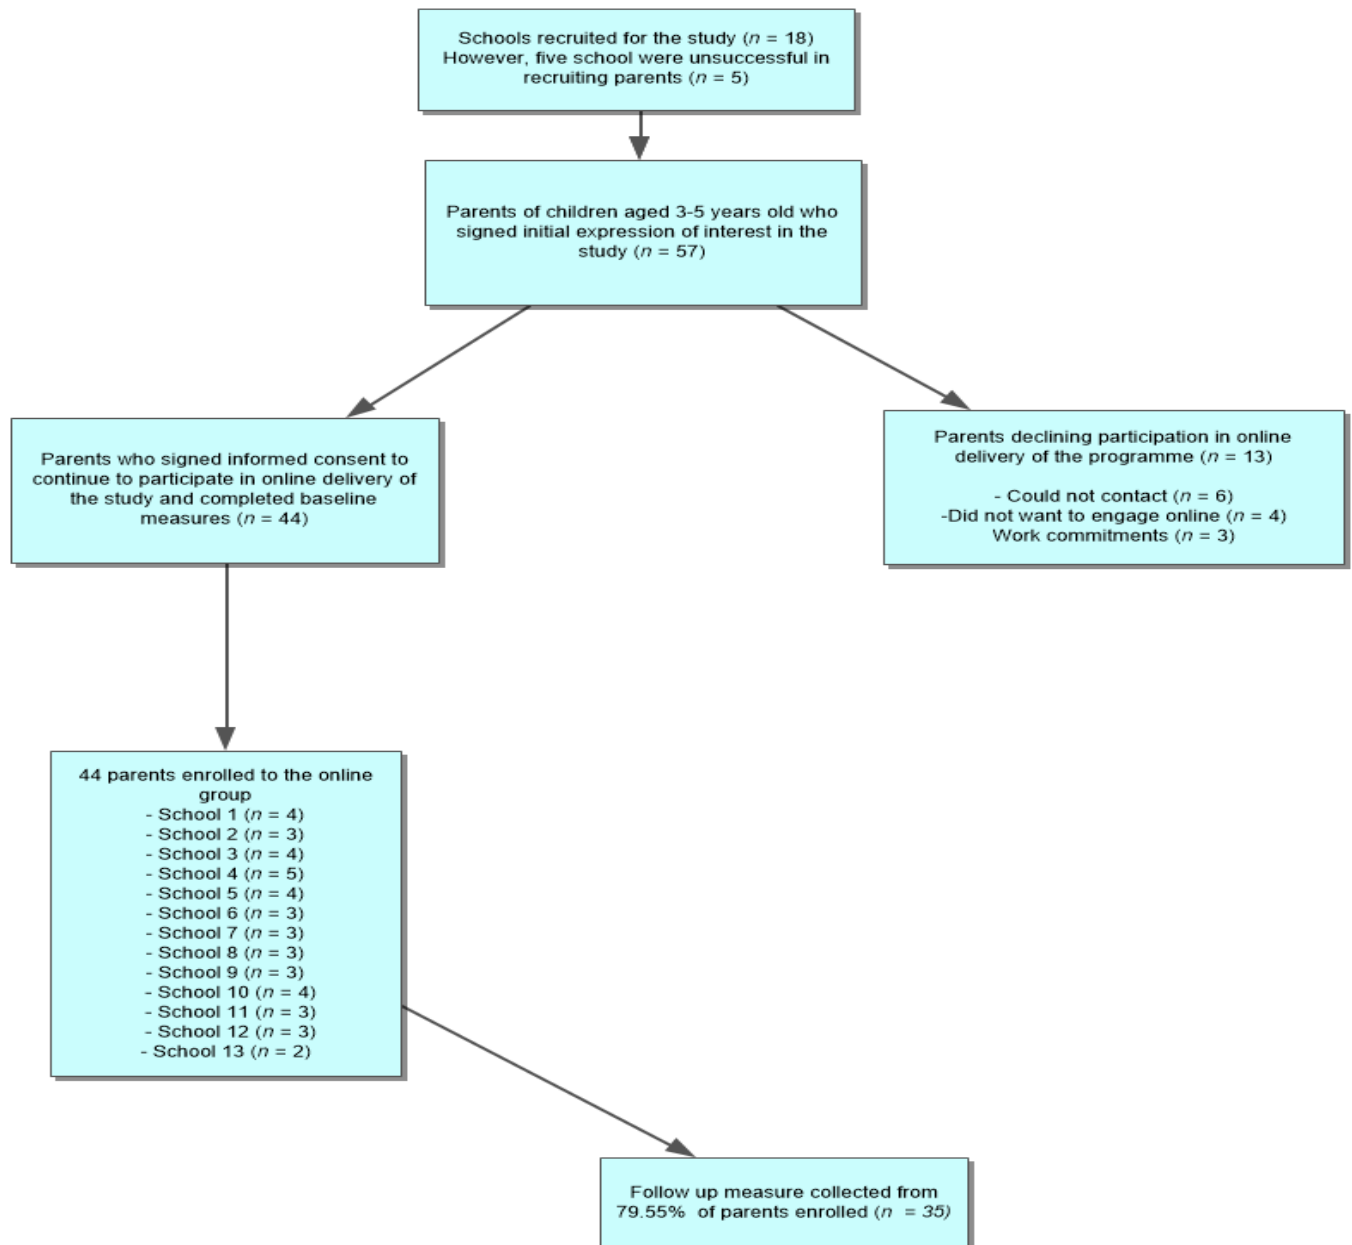 Schools recruited for the study (n = 18)
However, five school were unsuccessful in
recruiting parents (n = 5)
Parents of children aged 3-5 years old who
signed initial expression of interest in the
study (n = 57)
Parents who signed informed consent to
continue to participate in online delivery of
the study and completed baseline
measures (n = 44)
Parents declining participation in online
delivery of the programme (n = 13)
- Could not contact (n = 6)
-Did not want to engage online (n = 4)
Work commitments (n = 3)
44 parents enrolled to the online
group
- School 1 (n = 4)
- School 2 (n = 3)
- School 3 (n = 4)
- School 4 (n = 5)
- School 5 (n = 4)
- School 6 (n = 3)
- School 7 (n = 3)
- School 8 (n = 3)
- School 9 (n = 3)
- School 10 (n = 4)
- School 11 (n = 3)
- School 12 (n = 3)
- School 13 (n = 2)
Follow up measure collected from
79.55% of parents enrolled (n = 35)